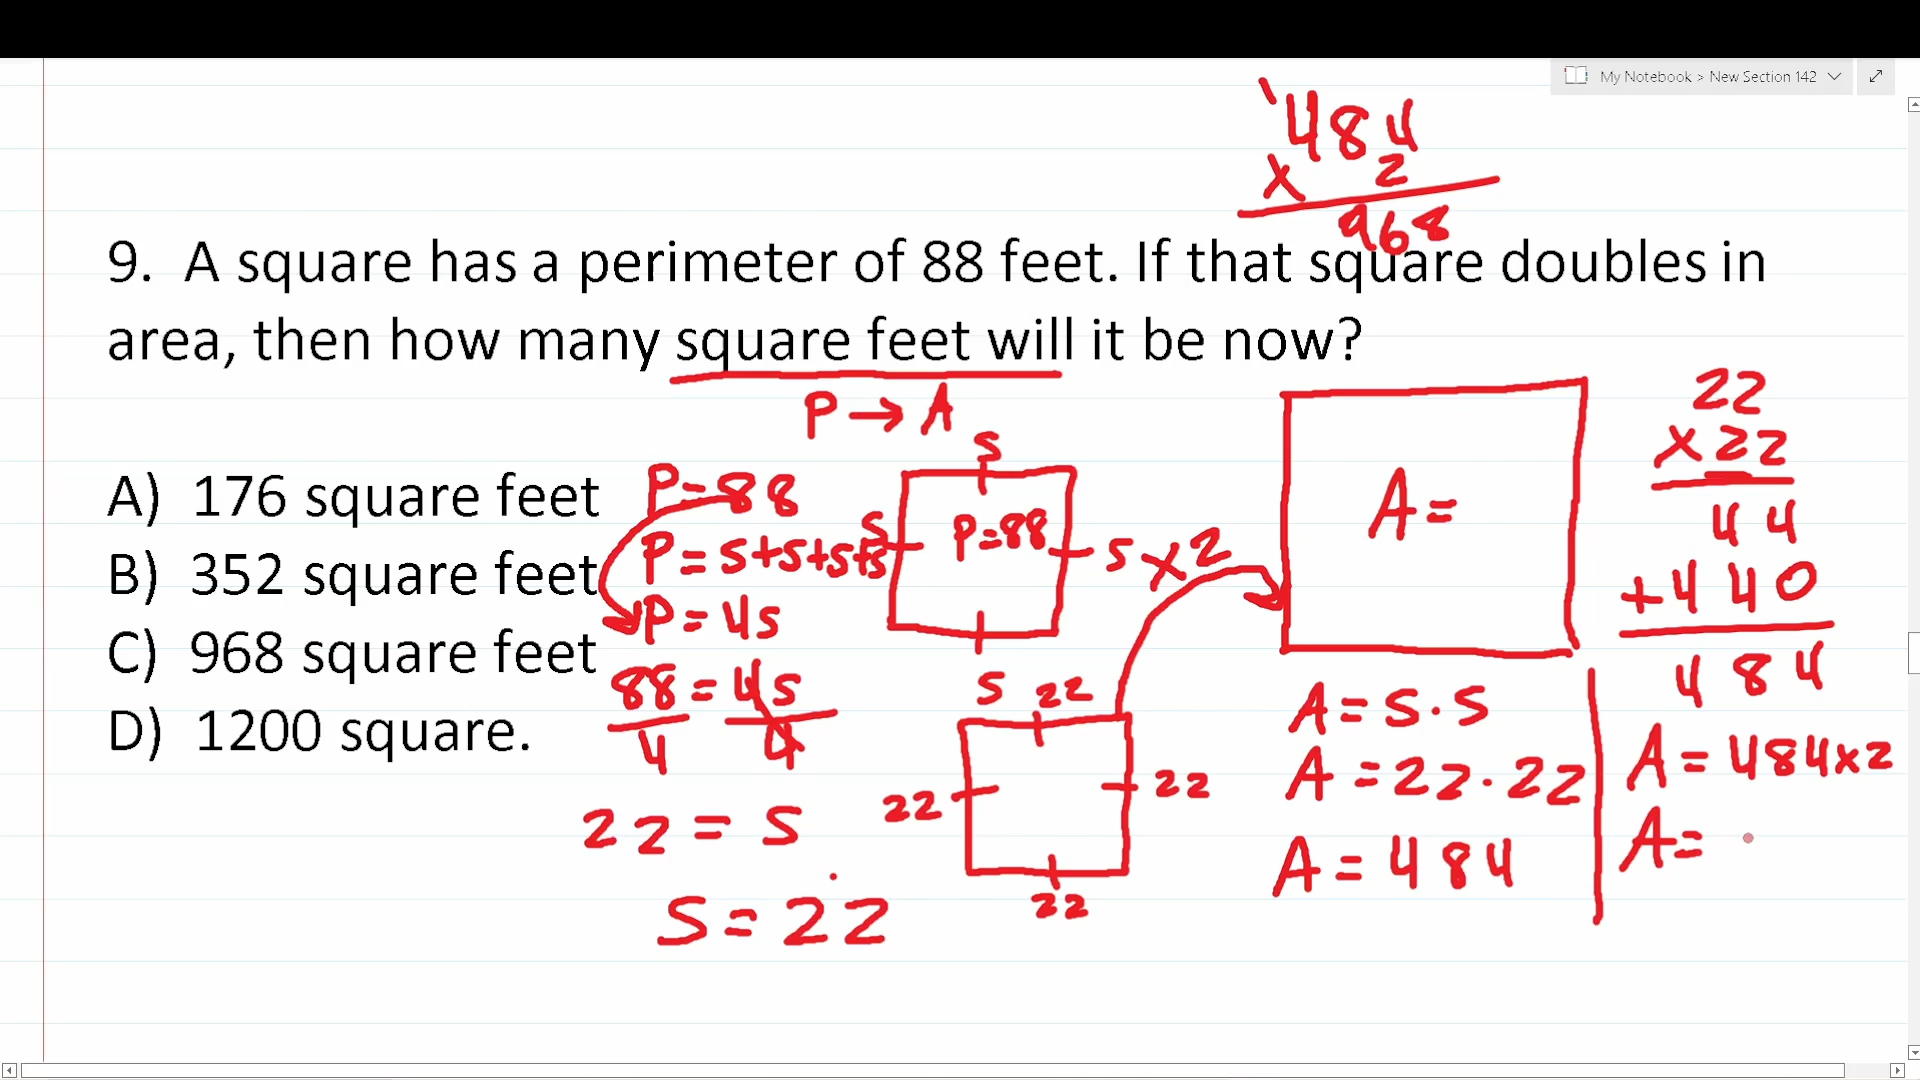 My Notebook > New Section 142
484
x 2
968
9. A square has a perimeter of 88 feet. If that square doubles in
area, then how many square feet will it be now?
P → A
A) 176 square feet
B) 352 square feet
C) 968 square feet
D) 1200 square.
P = 88
P = s+s+s+s
P = 4s
88 = 4s
4 4
22 = s
s = 22
s
s
P=88
s
s
x 2
22
22
22
22
A =
A = s · s
A = 22 · 22
A = 484
22
x 22
44
+ 440
484
A = 484x2
A =